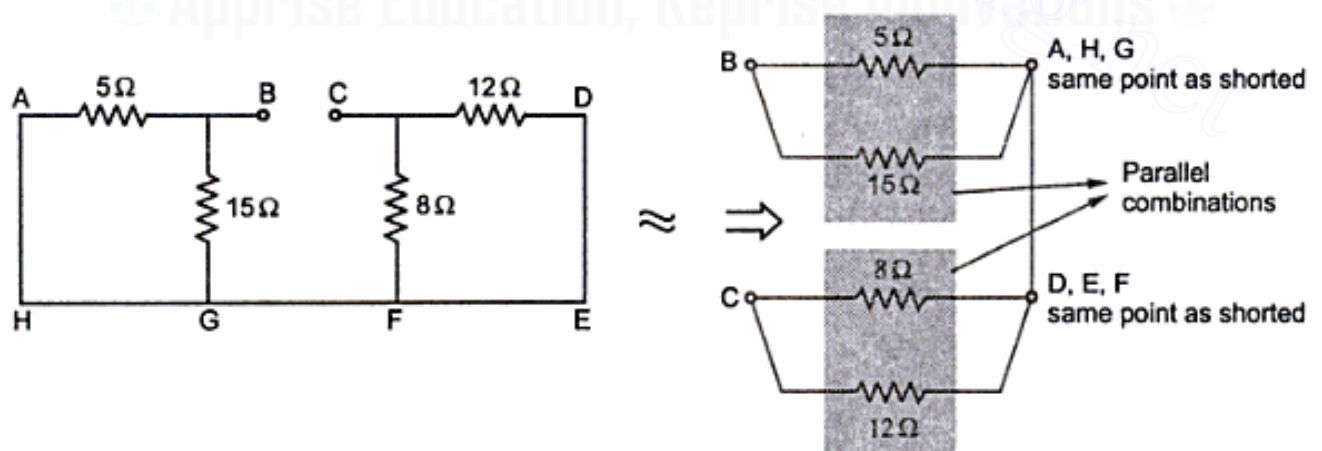 A
5Ω
B
C
12Ω
D
15Ω
8Ω
H
G
F
E
≈ ⇒
B
5Ω
A, H, G
same point as shorted
15Ω
Parallel
combinations
8Ω
C
D, E, F
same point as shorted
12Ω